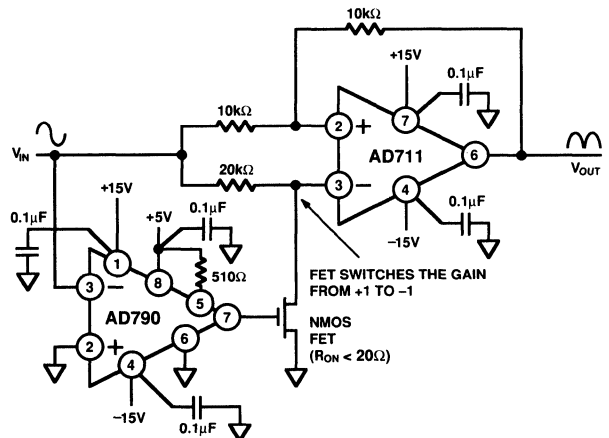 10kΩ
+15V
0.1µF
10kΩ
2
+
7
AD711
6
V_IN
20kΩ
3
–
4
V_OUT
+15V
0.1µF
–15V
0.1µF
+5V
0.1µF
1
8
510Ω
FET SWITCHES THE GAIN
FROM +1 TO –1
3
–
5
AD790
7
2
+
6
4
NMOS
FET
(R_ON < 20Ω)
–15V
0.1µF